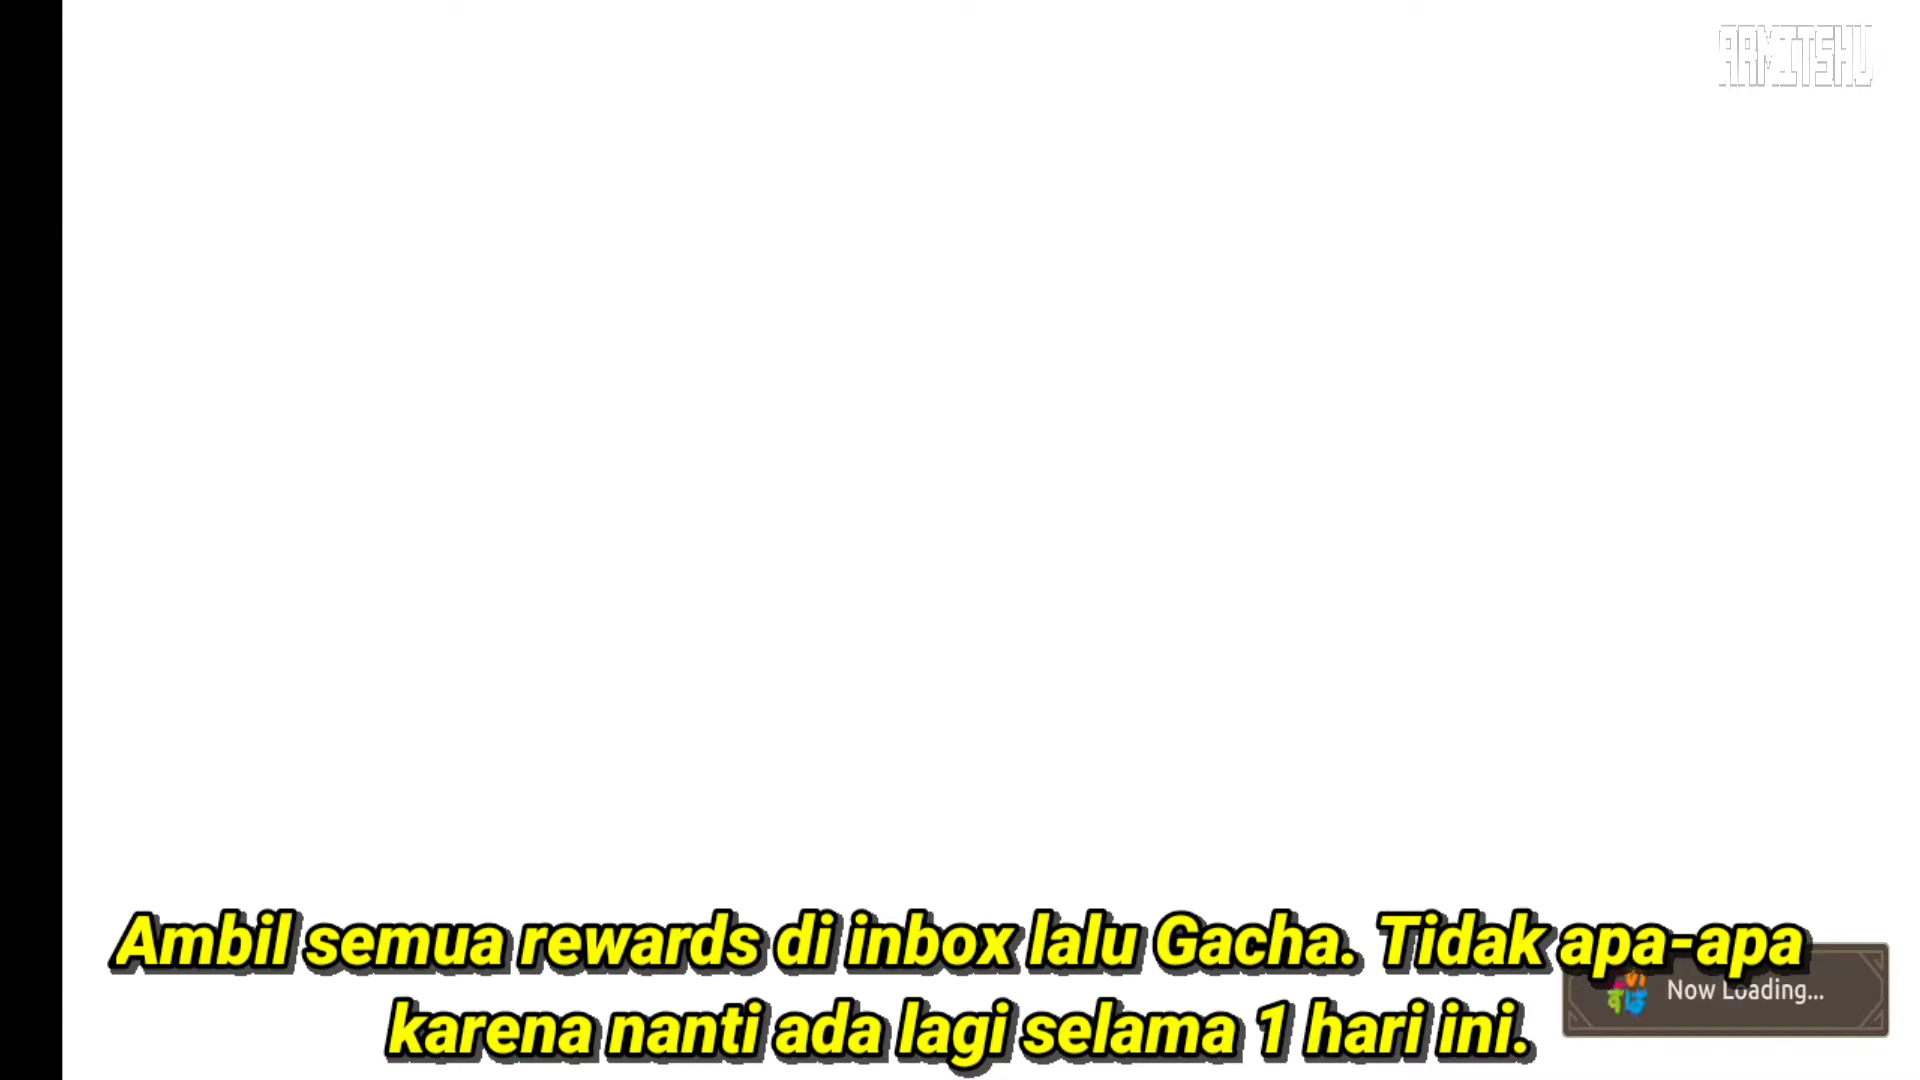 ARMITSHU
Ambil semua rewards di inbox lalu Gacha. Tidak apa-apa
karena nanti ada lagi selama 1 hari ini.
Now Loading...